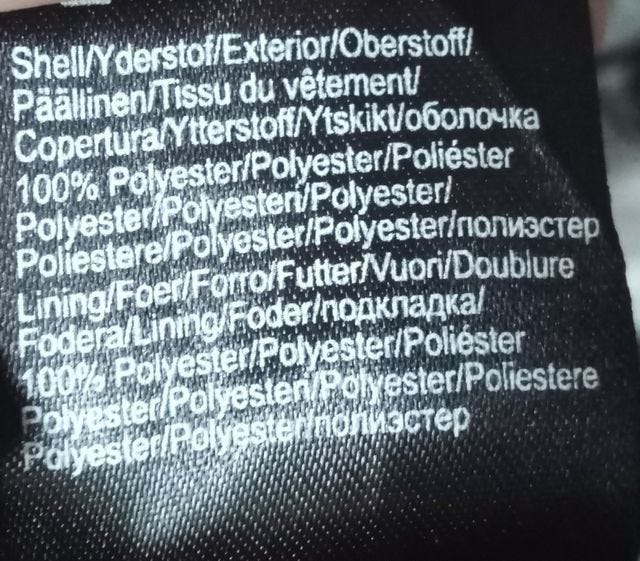 Shell/Yderstof/Exterior/Oberstoff/
Päällinen/Tissu du vêtement/
Copertura/Ytterstoff/Ytskikt/оболочка
100% Polyester/Polyester/Poliéster
Polyester/Polyesteri/Polyester/
Poliestere/Polyester/Polyester/полиэстер
Lining/Foer/Forro/Futter/Vuori/Doublure
Fodera/Lining/Foder/подкладка/
100% Polyester/Polyester/Poliéster
Polyester/Polyesteri/Polyester/Poliestere
Polyester/Polyester/полиэстер